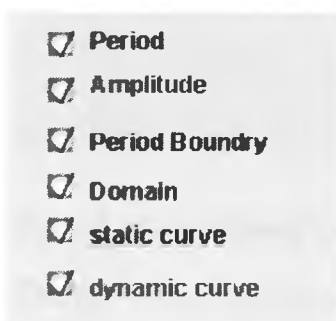 Period
Amplitude
Period Boundry
Domain
static curve
dynamic curve